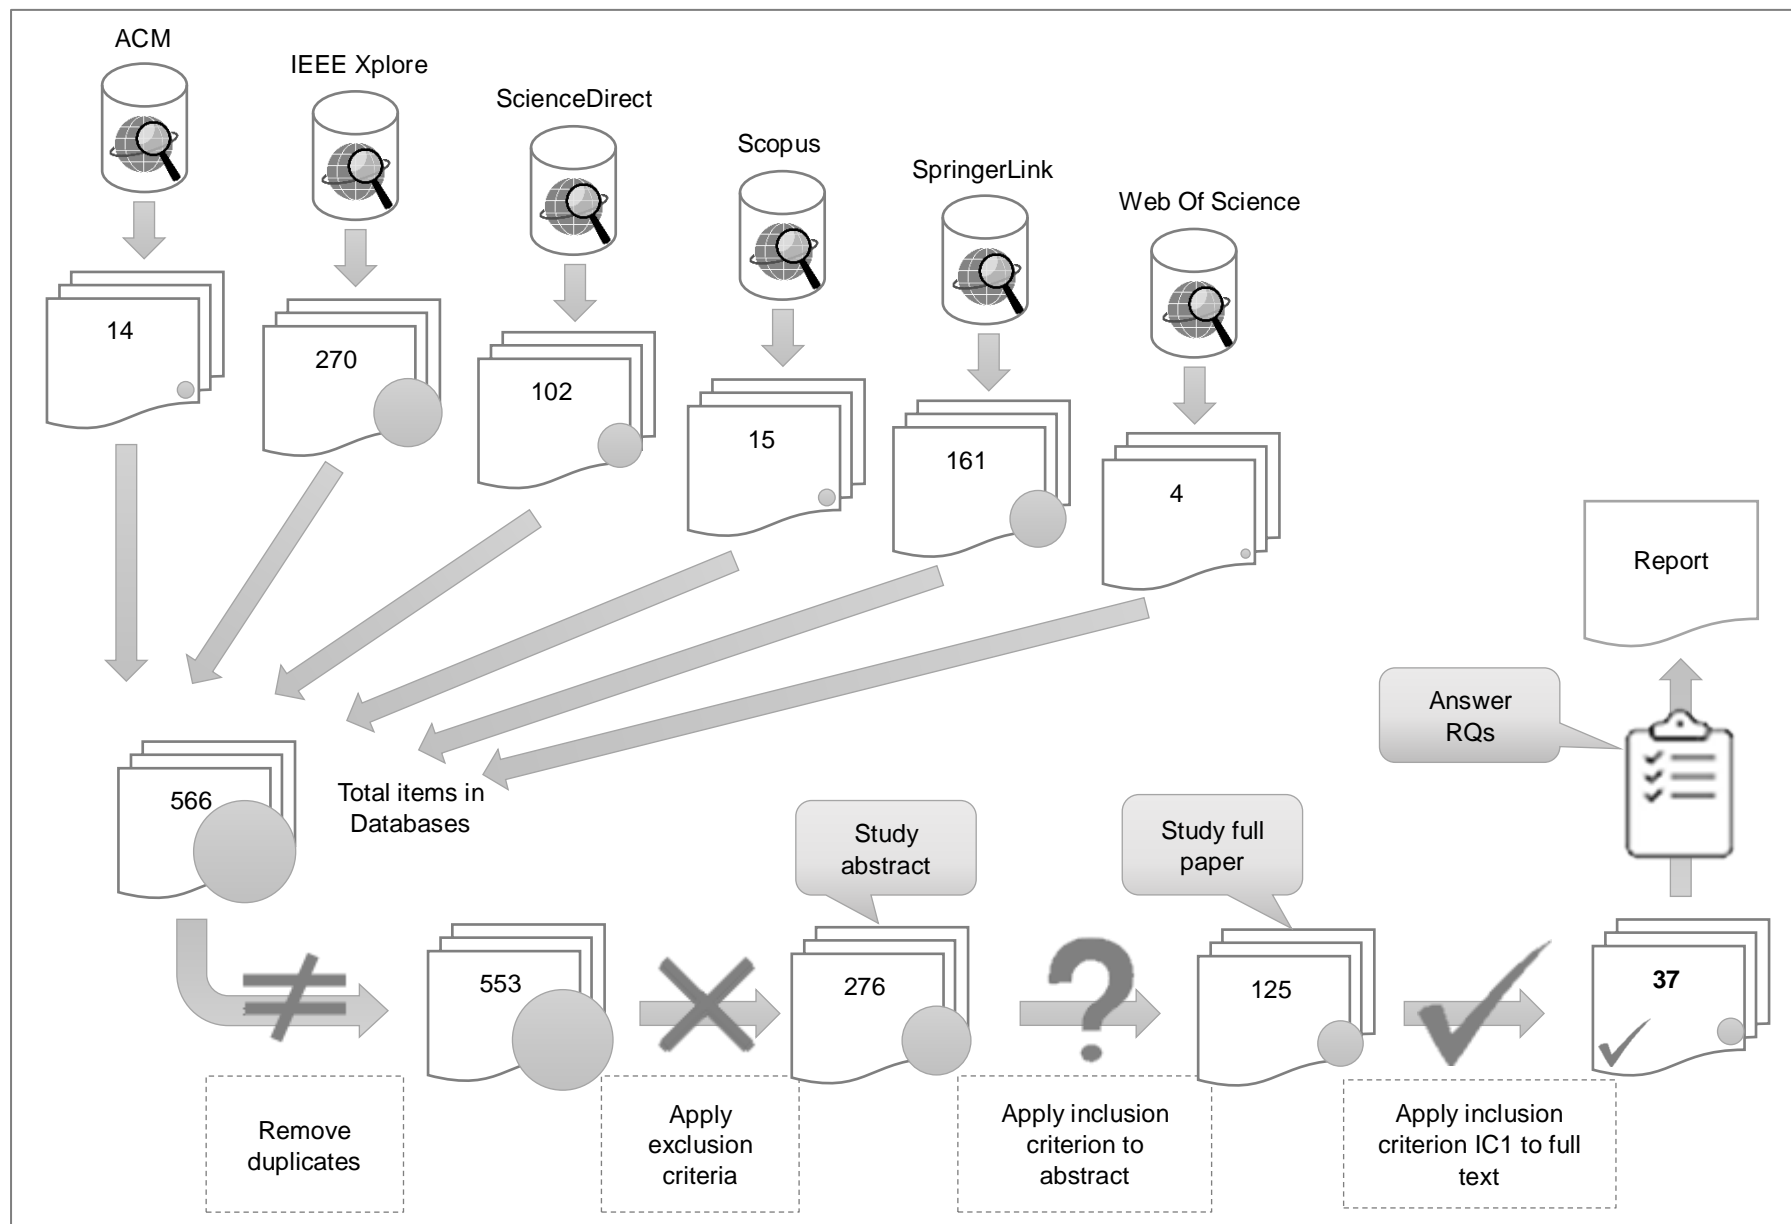 ACM
IEEE Xplore
ScienceDirect
Scopus
SpringerLink
Web Of Science
14
270
102
15
161
4
Report
Answer
RQs
566
Total items in
Databases
Study
abstract
Study full
paper
553
276
125
37
Remove
duplicates
Apply
exclusion
criteria
Apply inclusion
criterion to
abstract
Apply inclusion
criterion IC1 to full
text